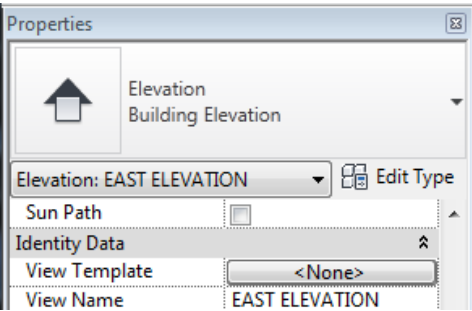 Properties
Elevation
Building Elevation
Elevation: EAST ELEVATION
Edit Type
Sun Path
Identity Data
View Template <None>
View Name EAST ELEVATION